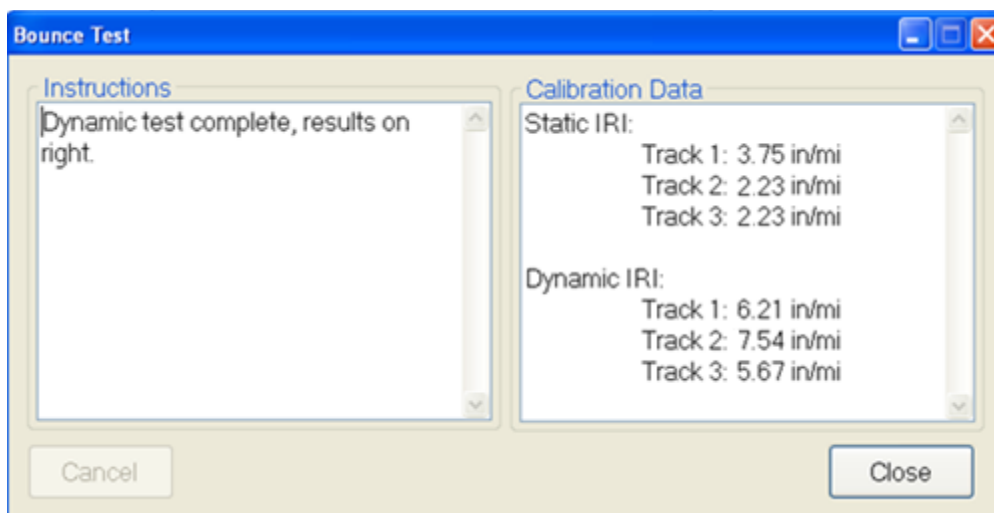 Bounce Test
Instructions
Dynamic test complete, results on
right.
Calibration Data
Static IRI:
Track 1: 3.75 in/mi
Track 2: 2.23 in/mi
Track 3: 2.23 in/mi
Dynamic IRI:
Track 1: 6.21 in/mi
Track 2: 7.54 in/mi
Track 3: 5.67 in/mi
Cancel
Close